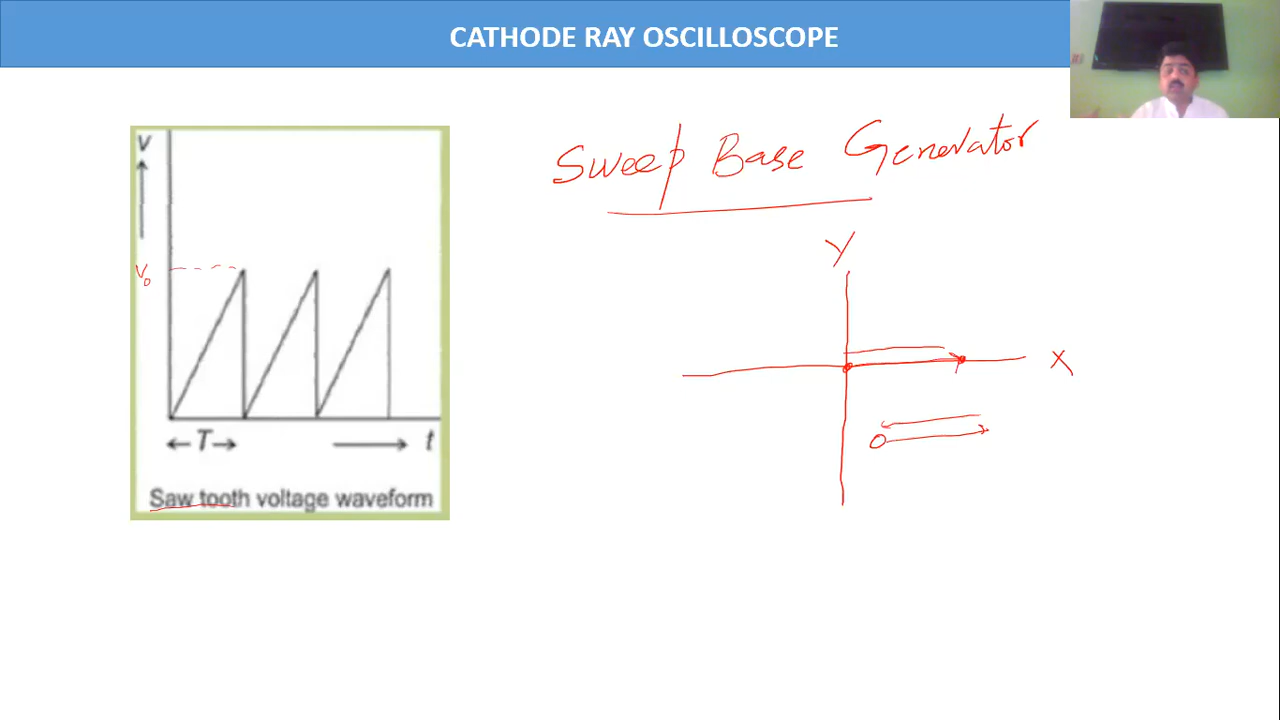 CATHODE RAY OSCILLOSCOPE
Sweep Base Generator
V
V₀
T
t
Saw tooth voltage waveform
Y
X